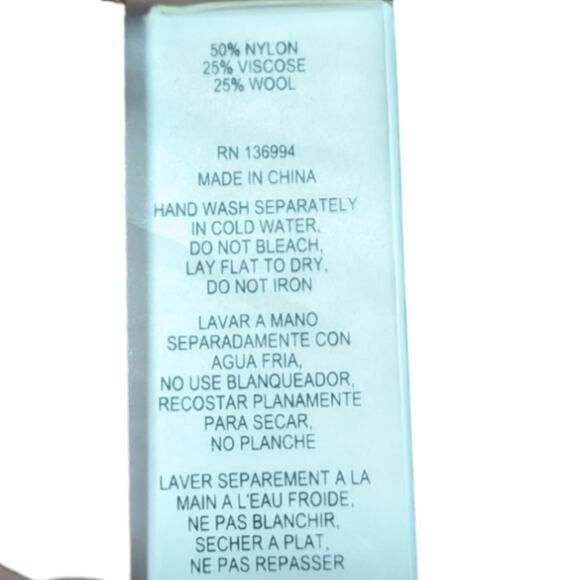 50% NYLON
25% VISCOSE
25% WOOL
RN 136994
MADE IN CHINA
HAND WASH SEPARATELY
IN COLD WATER,
DO NOT BLEACH,
LAY FLAT TO DRY,
DO NOT IRON
LAVAR A MANO
SEPARADAMENTE CON
AGUA FRIA,
NO USE BLANQUEADOR,
RECOSTAR PLANAMENTE
PARA SECAR,
NO PLANCHE
LAVER SEPAREMENT A LA
MAIN A L'EAU FROIDE,
NE PAS BLANCHIR,
SECHER A PLAT,
NE PAS REPASSER